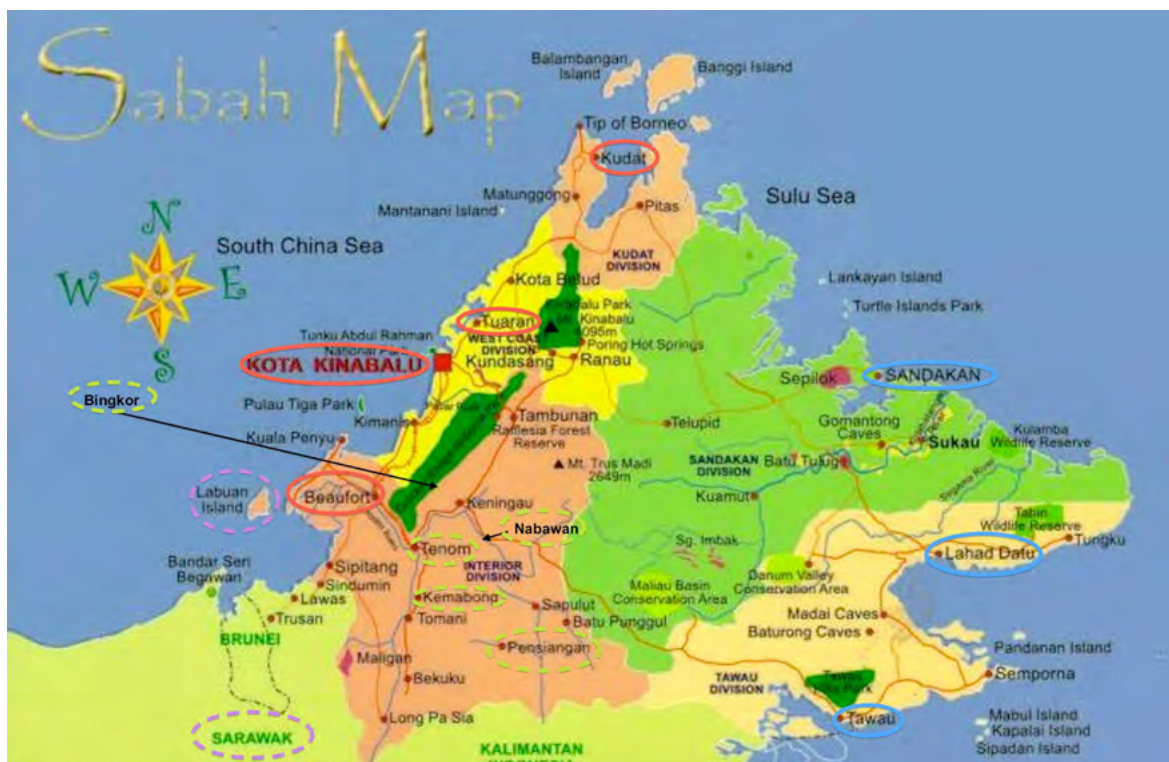 Sabah Map
Balambangan
Island
Banggi Island
Tip of Borneo
Kudat
Matunggong
Mantanani Island
Pitas
Sulu Sea
N
W E
S
South China Sea
KUDAT
DIVISION
Kota Belud
Lankayan Island
Turtle Islands Park
Park
Kinabalu
4095m
Tuaran
WEST COAST
DIVISION
Tunku Abdul Rahman
National Park
Poring Hot Springs
KOTA KINABALU
Kundasang
Ranau
Sepilok
SANDAKAN
Bingkor
Pulau Tiga Park
Kimanis
Tambunan
Rafflesia Forest
Reserve
Telupid
Gomantong
Caves
Sukau
Kulamba
Wildlife Reserve
Kuala Penyu
Mt. Trus Madi
2649m
SANDAKAN
DIVISION
Batu Tulug
Segama River
Labuan
Island
Beaufort
Keningau
Kuamut
Tabin
Wildlife Reserve
Nabawan
Tenom
Sg. Imbak
Lahad Datu
Tungku
Bandar Seri
Begawan
Sipitang
INTERIOR
DIVISION
Danum Valley
Conservation Area
Sindumin
Lawas
Kemabong
Sapulut
Maliau Basin
Conservation Area
Trusan
Tomani
Batu Punggul
Madai Caves
Baturong Caves
BRUNEI
Pensiangan
Pandanan Island
Maligan
Bekuku
TAWAU
DIVISION
Tawau
Park
Semporna
Long Pa Sia
Tawau
Mabul Island
Kapalai Island
Sipadan Island
SARAWAK
KALIMANTAN